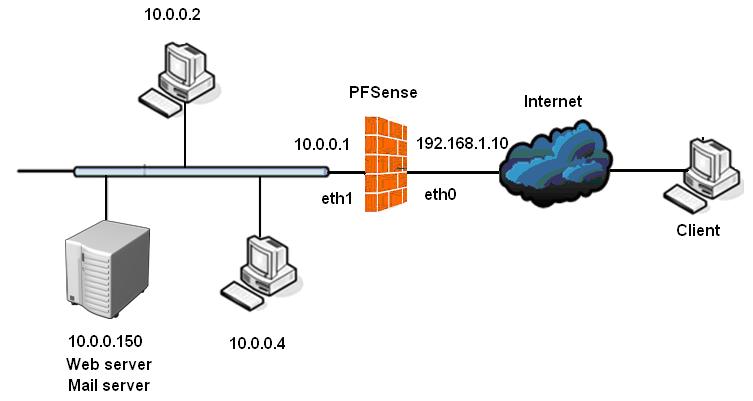 10.0.0.2
PFSense
Internet
10.0.0.1
192.168.1.10
eth1
eth0
Client
10.0.0.150
Web server
Mail server
10.0.0.4